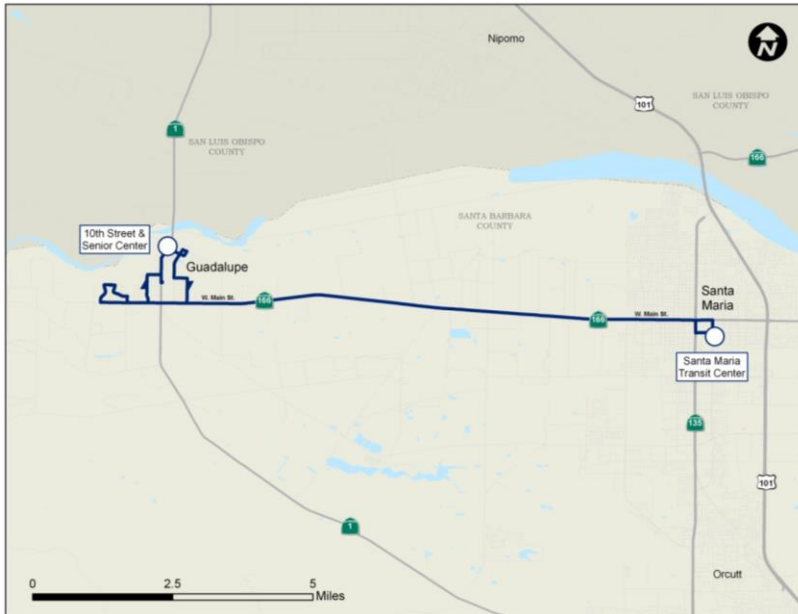 Nipomo
N
101
SAN LUIS OBISPO
COUNTY
1
SAN LUIS OBISPO
COUNTY
166
SANTA BARBARA
COUNTY
10th Street &
Senior Center
Guadalupe
W. Main St.
166
166
W. Main St.
Santa
Maria
Santa Maria
Transit Center
135
101
1
Orcutt
0
2.5
5
Miles